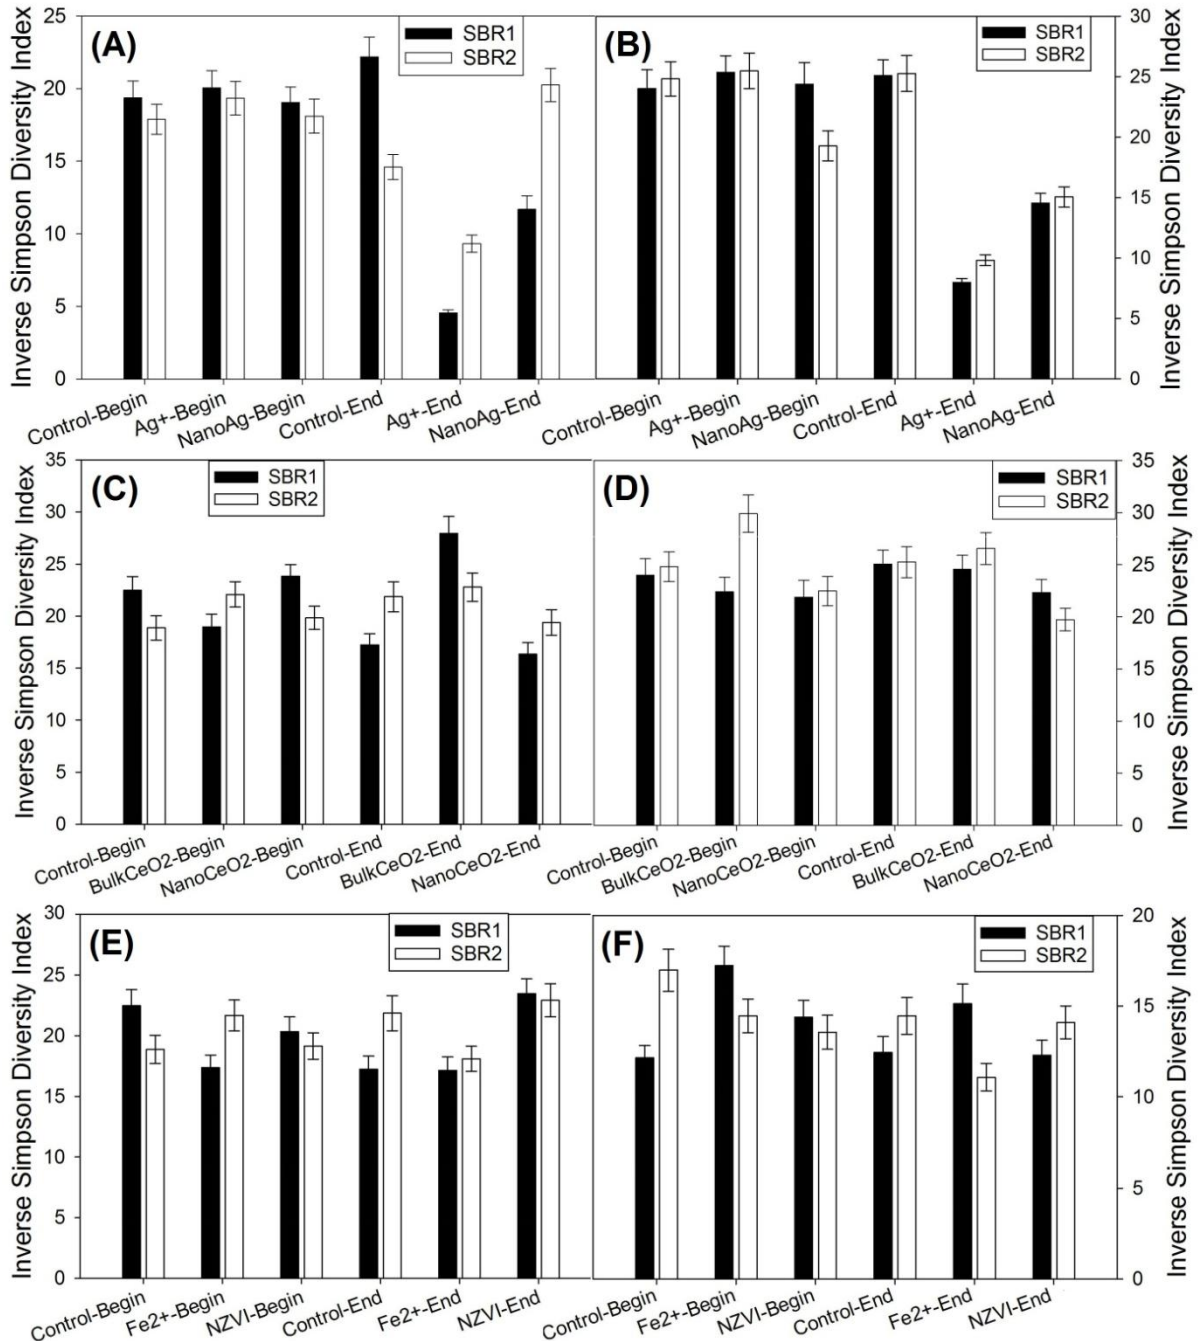 (A)
SBR1
SBR2
Inverse Simpson Diversity Index
25
20
15
10
5
0
Control-Begin
Ag+-Begin
NanoAg-Begin
Control-End
Ag+-End
NanoAg-End
(B)
SBR1
SBR2
30
25
20
15
10
5
0
Inverse Simpson Diversity Index
Control-Begin
Ag+-Begin
NanoAg-Begin
Control-End
Ag+-End
NanoAg-End
(C)
SBR1
SBR2
Inverse Simpson Diversity Index
35
30
25
20
15
10
5
0
Control-Begin
BulkCeO2-Begin
NanoCeO2-Begin
Control-End
BulkCeO2-End
NanoCeO2-End
(D)
SBR1
SBR2
35
30
25
20
15
10
5
0
Inverse Simpson Diversity Index
Control-Begin
BulkCeO2-Begin
NanoCeO2-Begin
Control-End
BulkCeO2-End
NanoCeO2-End
(E)
SBR1
SBR2
Inverse Simpson Diversity Index
30
25
20
15
10
5
0
Control-Begin
Fe2+-Begin
NZVI-Begin
Control-End
Fe2+-End
NZVI-End
(F)
SBR1
SBR2
20
15
10
5
0
Inverse Simpson Diversity Index
Control-Begin
Fe2+-Begin
NZVI-Begin
Control-End
Fe2+-End
NZVI-End